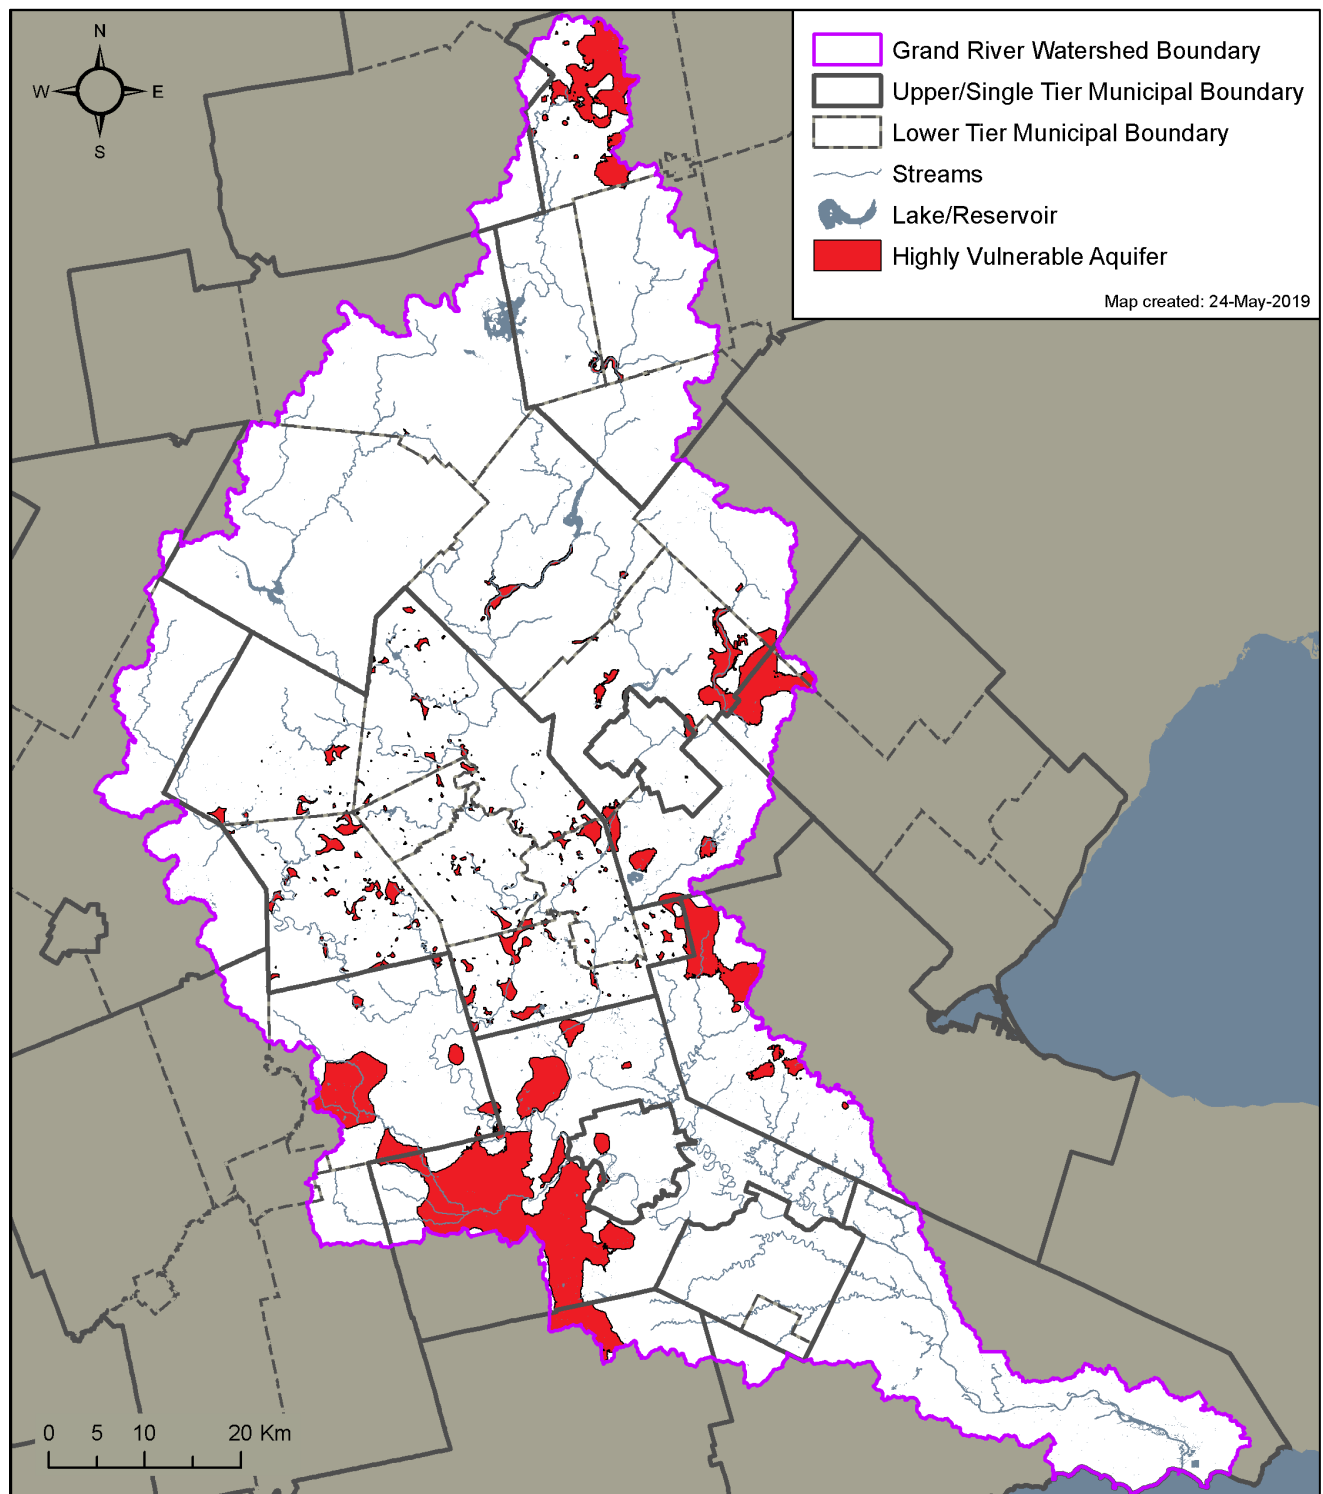 N
W E
S
Grand River Watershed Boundary
Upper/Single Tier Municipal Boundary
Lower Tier Municipal Boundary
Streams
Lake/Reservoir
Highly Vulnerable Aquifer
Map created: 24-May-2019
0 5 10 20 Km